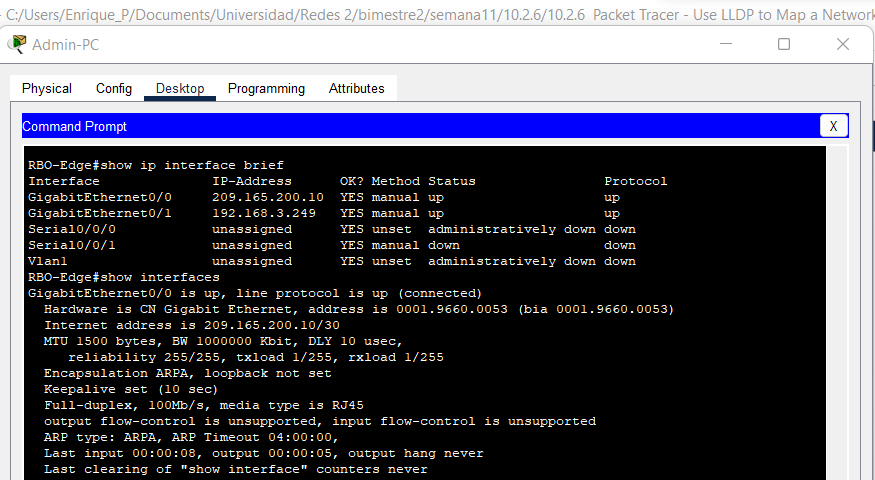 - C:/Users/Enrique_P/Documents/Universidad/Redes 2/bimestre2/semana11/10.2.6/10.2.6 Packet Tracer - Use LLDP to Map a Network
Admin-PC
Physical Config Desktop Programming Attributes
Command Prompt X
RBO-Edge#show ip interface brief
Interface IP-Address OK? Method Status Protocol
GigabitEthernet0/0 209.165.200.10 YES manual up up
GigabitEthernet0/1 192.168.3.249 YES manual up up
Serial0/0/0 unassigned YES unset administratively down down
Serial0/0/1 unassigned YES manual down down
Vlan1 unassigned YES unset administratively down down
RBO-Edge#show interfaces
GigabitEthernet0/0 is up, line protocol is up (connected)
Hardware is CN Gigabit Ethernet, address is 0001.9660.0053 (bia 0001.9660.0053)
Internet address is 209.165.200.10/30
MTU 1500 bytes, BW 1000000 Kbit, DLY 10 usec,
reliability 255/255, txload 1/255, rxload 1/255
Encapsulation ARPA, loopback not set
Keepalive set (10 sec)
Full-duplex, 100Mb/s, media type is RJ45
output flow-control is unsupported, input flow-control is unsupported
ARP type: ARPA, ARP Timeout 04:00:00,
Last input 00:00:08, output 00:00:05, output hang never
Last clearing of "show interface" counters never